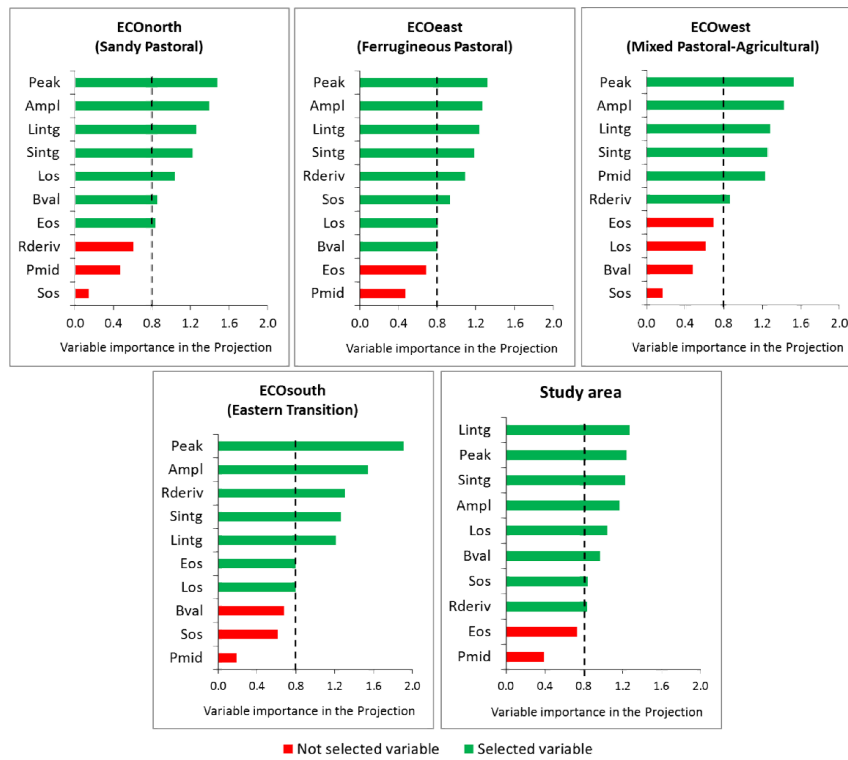 ECOnorth
(Sandy Pastoral)
Peak
Ampl
Lintg
Sintg
Los
Bval
Eos
Rderiv
Pmid
Sos
0.0 0.4 0.8 1.2 1.6 2.0
Variable importance in the Projection
ECOeast
(Ferrugineous Pastoral)
Peak
Ampl
Lintg
Sintg
Rderiv
Sos
Los
Bval
Eos
Pmid
0.0 0.4 0.8 1.2 1.6 2.0
Variable importance in the Projection
ECOwest
(Mixed Pastoral-Agricultural)
Peak
Ampl
Lintg
Sintg
Pmid
Rderiv
Eos
Los
Bval
Sos
0.0 0.4 0.8 1.2 1.6 2.0
Variable importance in the Projection
ECOsouth
(Eastern Transition)
Peak
Ampl
Rderiv
Sintg
Lintg
Eos
Los
Bval
Sos
Pmid
0.0 0.4 0.8 1.2 1.6 2.0
Variable importance in the Projection
Study area
Lintg
Peak
Sintg
Ampl
Los
Bval
Sos
Rderiv
Eos
Pmid
0.0 0.4 0.8 1.2 1.6 2.0
Variable importance in the Projection
Not selected variable Selected variable